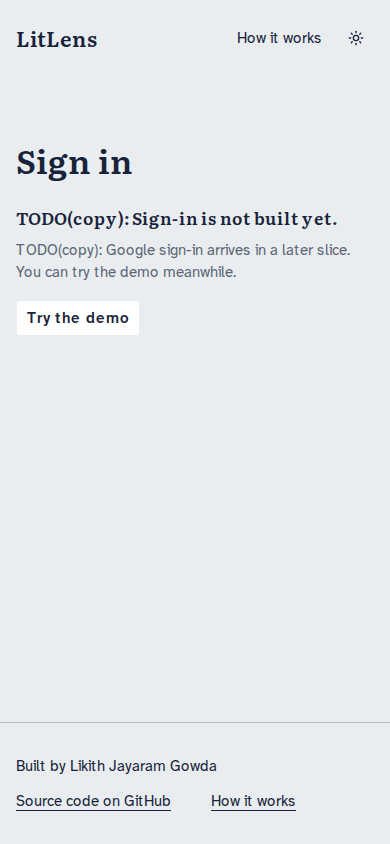 LitLens
How it works
Sign in
TODO(copy): Sign-in is not built yet.
TODO(copy): Google sign-in arrives in a later slice.
You can try the demo meanwhile.
Try the demo
Built by Likith Jayaram Gowda
Source code on GitHub
How it works